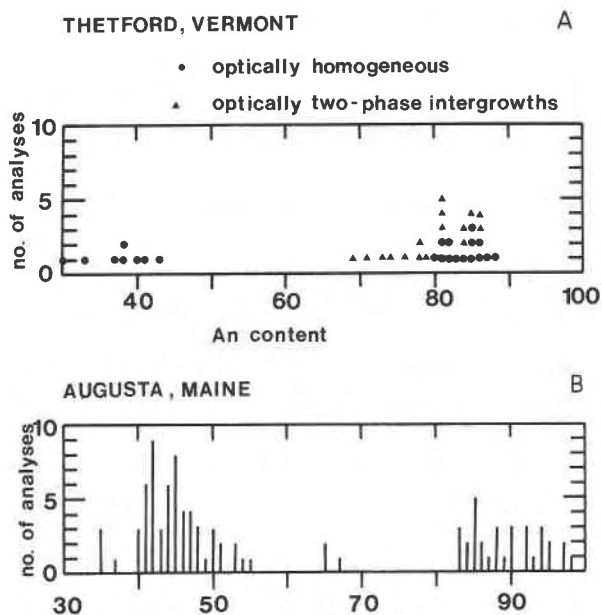 THETFORD, VERMONT
A
● optically homogeneous
▲ optically two-phase intergrowths
no. of analyses
10
5
0
40
60
80
100
An content
AUGUSTA, MAINE
B
no. of analyses
10
5
0
30
50
70
90